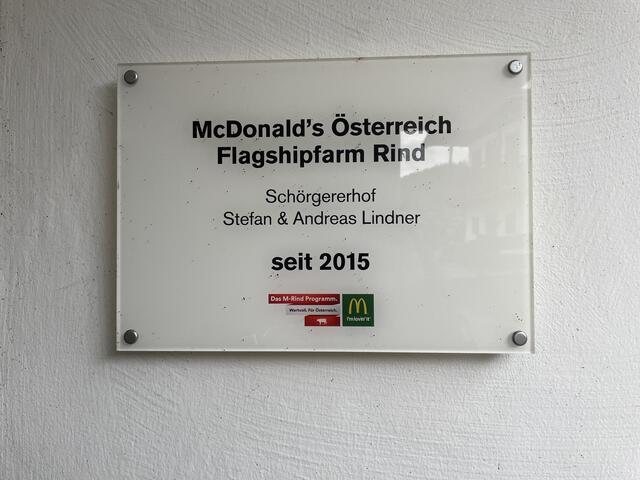 McDonald's Österreich
Flagshipfarm Rind
Schörgererhof
Stefan & Andreas Lindner
seit 2015
Das M-Rind Programm.
Wertvoll. Für Österreich.
i'm lovin' it